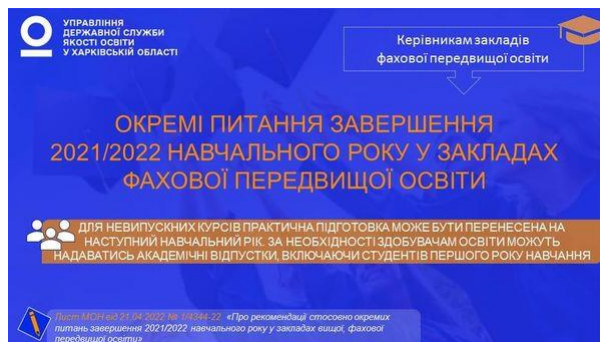 УПРАВЛІННЯ
ДЕРЖАВНОЇ СЛУЖБИ
ЯКОСТІ ОСВІТИ
У ХАРКІВСЬКІЙ ОБЛАСТІ
Керівникам закладів
фахової передвищої освіти
ОКРЕМІ ПИТАННЯ ЗАВЕРШЕННЯ
2021/2022 НАВЧАЛЬНОГО РОКУ У ЗАКЛАДАХ
ФАХОВОЇ ПЕРЕДВИЩОЇ ОСВІТИ
ДЛЯ НЕВИПУСКНИХ КУРСІВ ПРАКТИЧНА ПІДГОТОВКА МОЖЕ БУТИ ПЕРЕНЕСЕНА НА
НАСТУПНИЙ НАВЧАЛЬНИЙ РІК. ЗА НЕОБХІДНОСТІ ЗДОБУВАЧАМ ОСВІТИ МОЖУТЬ
НАДАВАТИСЬ АКАДЕМІЧНІ ВІДПУСТКИ, ВКЛЮЧАЮЧИ СТУДЕНТІВ ПЕРШОГО РОКУ НАВЧАННЯ
Лист МОН від 21.04.2022 № 1/4344-22 «Про рекомендації стосовно окремих
питань завершення 2021/2022 навчального року у закладах вищої, фахової
передвищої освіти»